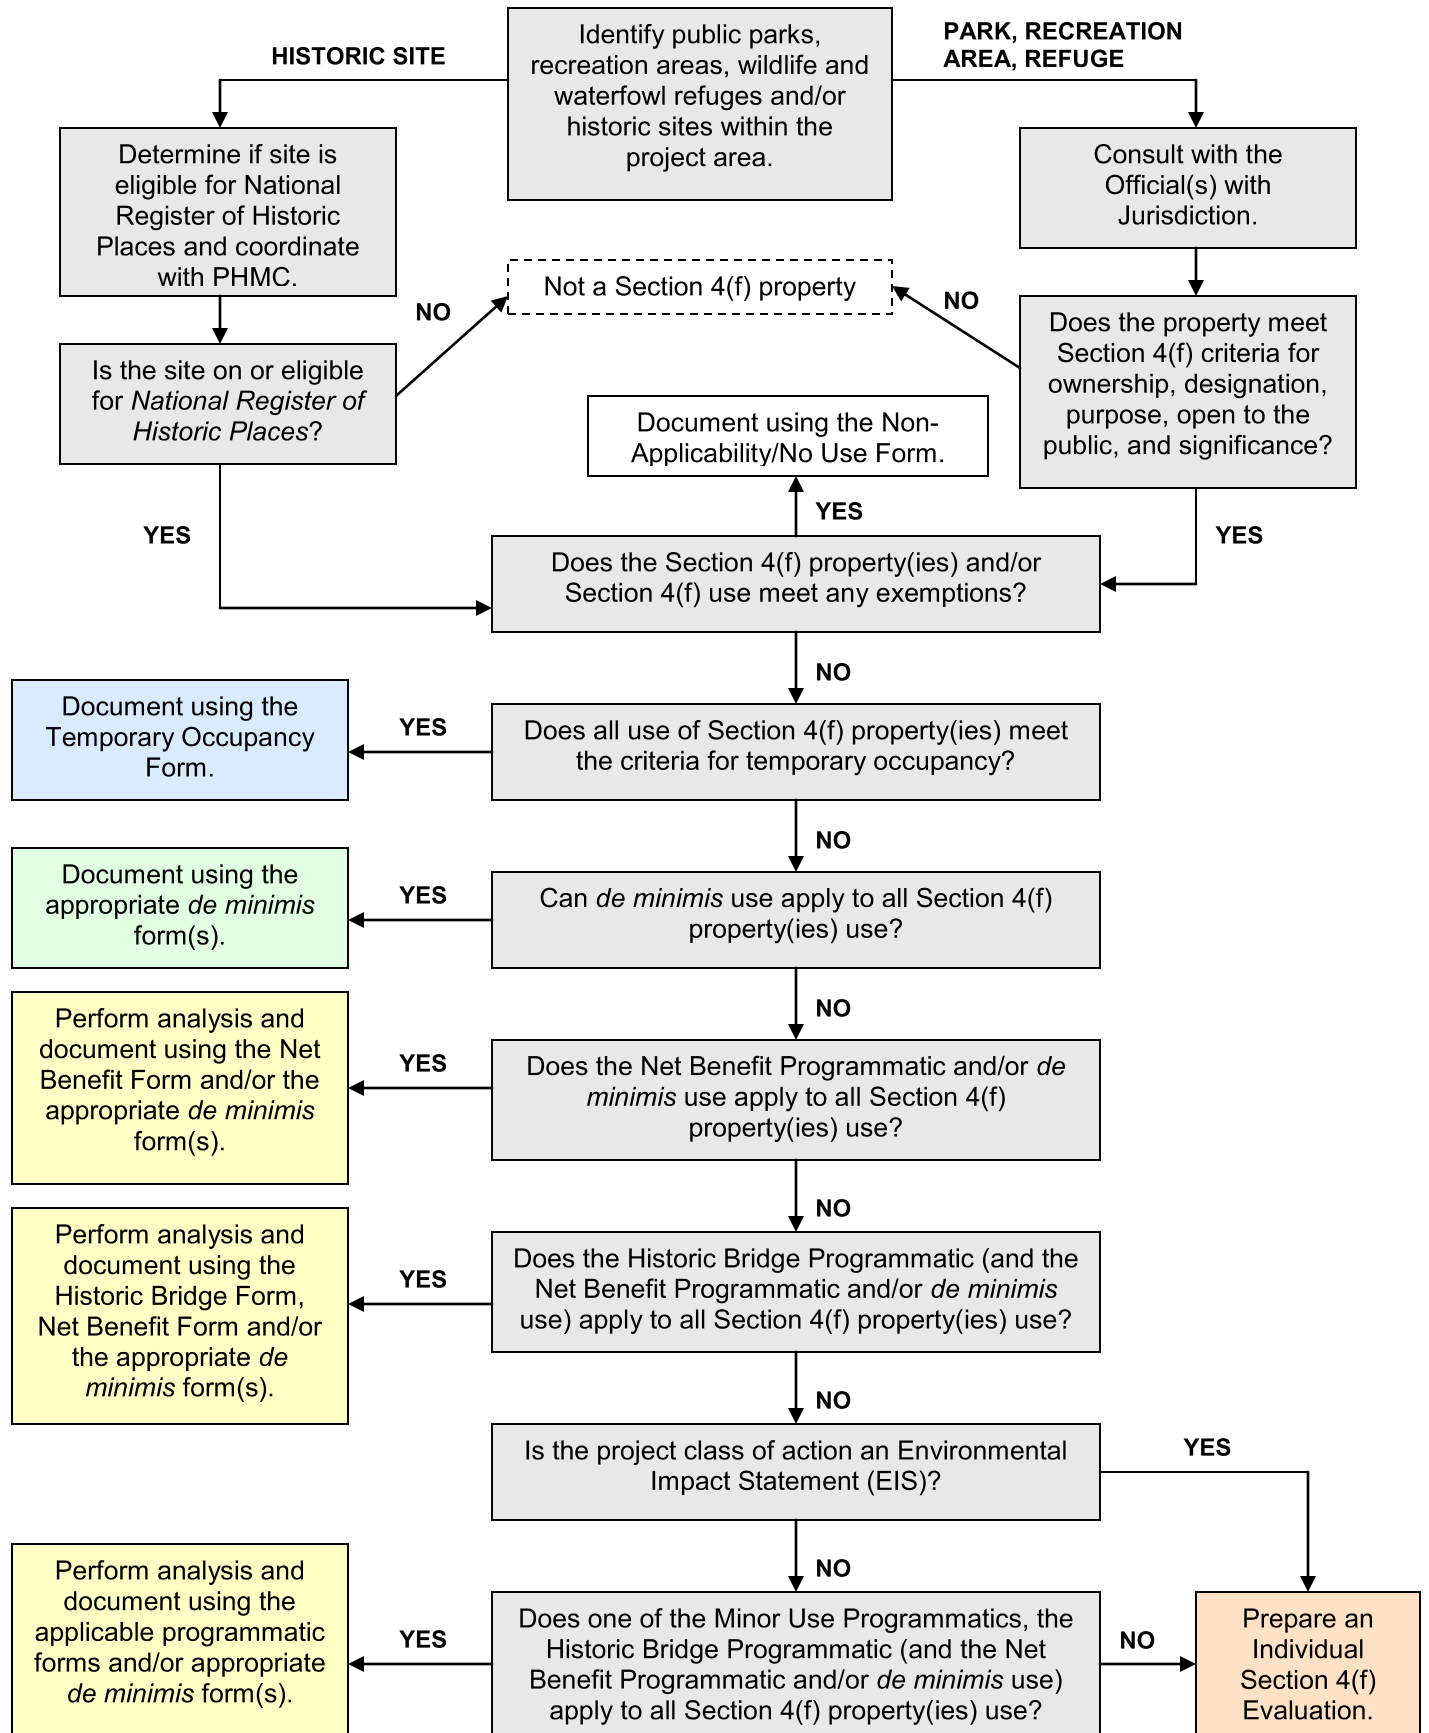 Identify public parks,
recreation areas, wildlife and
waterfowl refuges and/or
historic sites within the
project area.
HISTORIC SITE
PARK, RECREATION
AREA, REFUGE
Determine if site is
eligible for National
Register of Historic
Places and coordinate
with PHMC.
Consult with the
Official(s) with
Jurisdiction.
Not a Section 4(f) property
NO
NO
Is the site on or eligible
for National Register of
Historic Places?
Does the property meet
Section 4(f) criteria for
ownership, designation,
purpose, open to the
public, and significance?
Document using the Non-
Applicability/No Use Form.
YES
YES
YES
Does the Section 4(f) property(ies) and/or
Section 4(f) use meet any exemptions?
NO
Document using the
Temporary Occupancy
Form.
YES
Does all use of Section 4(f) property(ies) meet
the criteria for temporary occupancy?
NO
Document using the
appropriate de minimis
form(s).
YES
Can de minimis use apply to all Section 4(f)
property(ies) use?
NO
Perform analysis and
document using the Net
Benefit Form and/or the
appropriate de minimis
form(s).
YES
Does the Net Benefit Programmatic and/or de
minimis use apply to all Section 4(f)
property(ies) use?
NO
Perform analysis and
document using the
Historic Bridge Form,
Net Benefit Form and/or
the appropriate de
minimis form(s).
YES
Does the Historic Bridge Programmatic (and the
Net Benefit Programmatic and/or de minimis
use) apply to all Section 4(f) property(ies) use?
NO
Is the project class of action an Environmental
Impact Statement (EIS)?
YES
NO
Perform analysis and
document using the
applicable programmatic
forms and/or appropriate
de minimis form(s).
YES
Does one of the Minor Use Programmatics, the
Historic Bridge Programmatic (and the Net
Benefit Programmatic and/or de minimis use)
apply to all Section 4(f) property(ies) use?
NO
Prepare an
Individual
Section 4(f)
Evaluation.